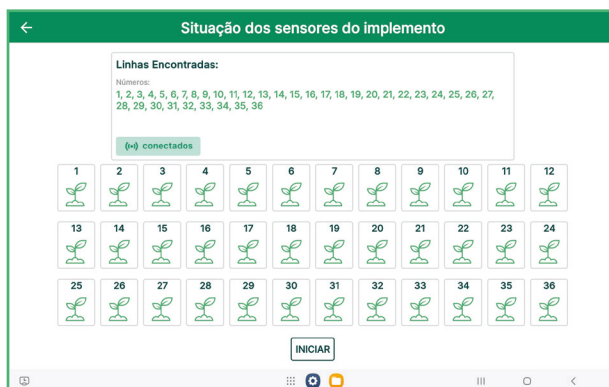 Situação dos sensores do implemento
Linhas Encontradas:
Números:
1, 2, 3, 4, 5, 6, 7, 8, 9, 10, 11, 12, 13, 14, 15, 16, 17, 18, 19, 20, 21, 22, 23, 24, 25, 26, 27,
28, 29, 30, 31, 32, 33, 34, 35, 36
conectados
1 2 3 4 5 6 7 8 9 10 11 12
13 14 15 16 17 18 19 20 21 22 23 24
25 26 27 28 29 30 31 32 33 34 35 36
INICIAR